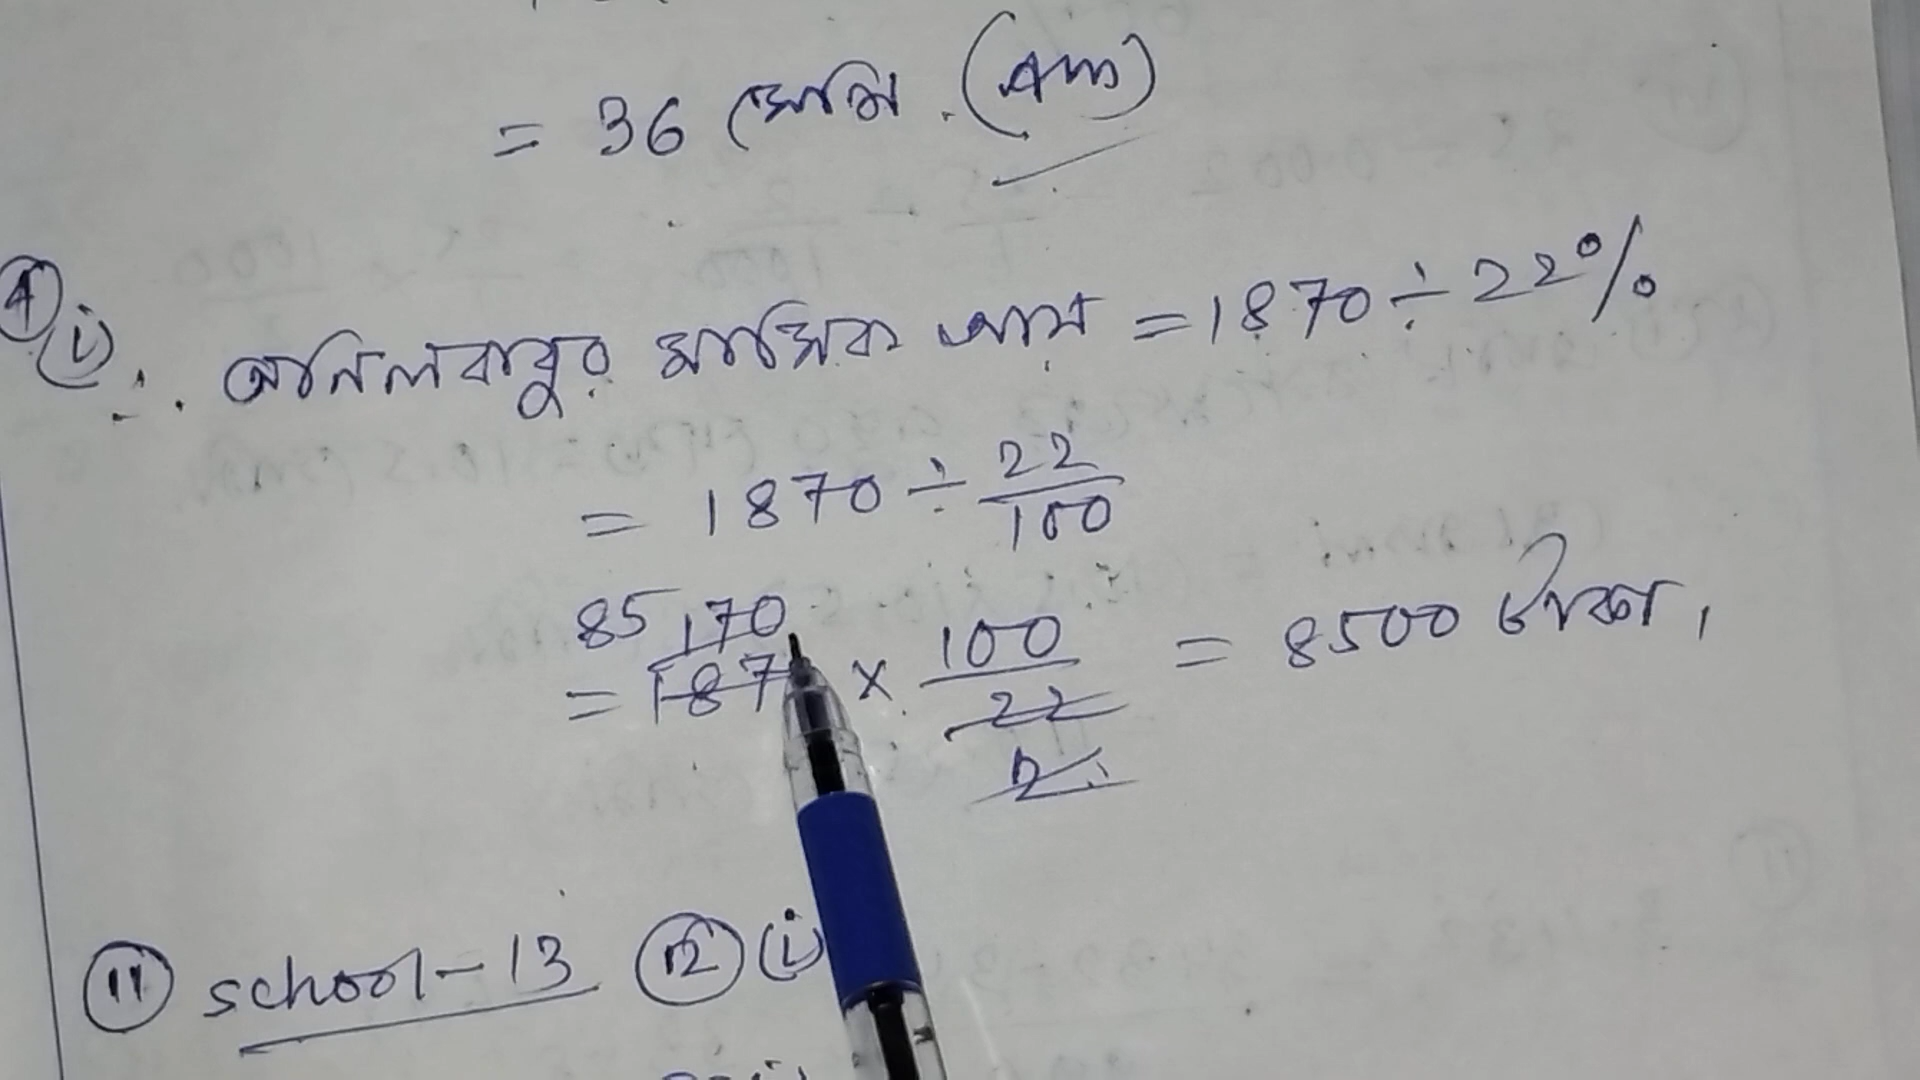 = 36 সেমি. (Ans)
4 (i) ∴ অনিলবাবুর মাসিক আয় = 1870 ÷ 22%
= 1870 ÷ 22/100
85 170
= 187 × 100/22 = 8500 টাকা,
2
11 school - 13 12 (i)